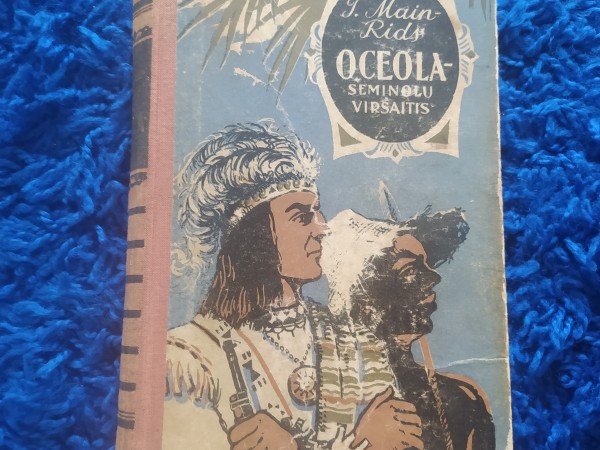 J. Main-
Rids
OCEOLA-
SEMINOLU
VIRSAITIS